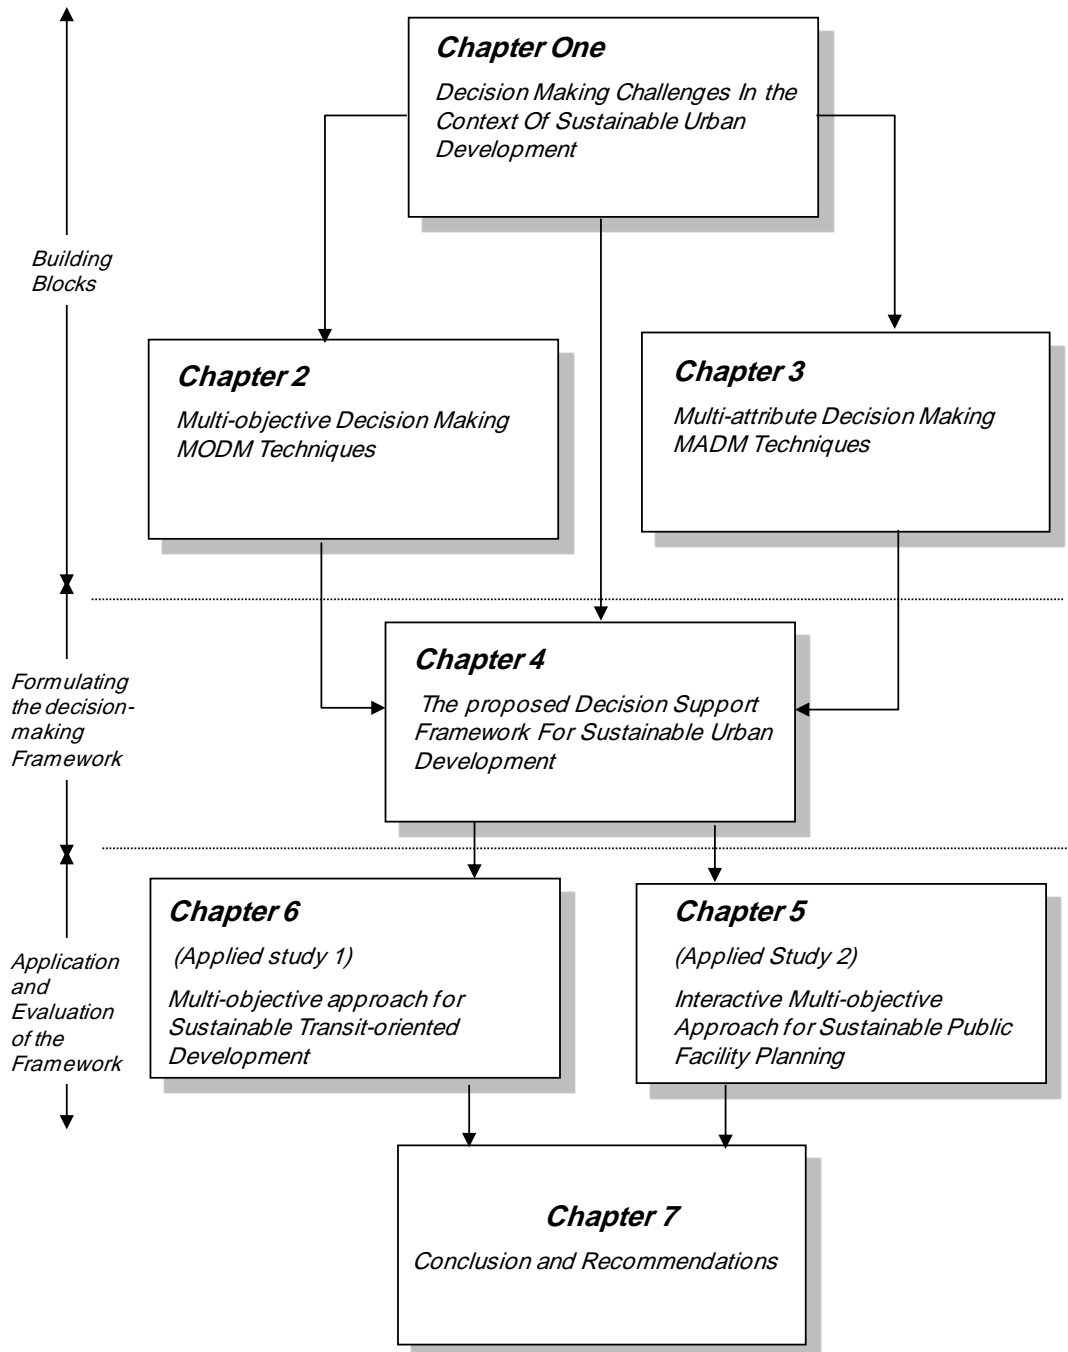 Chapter One
Decision Making Challenges In the
Context Of Sustainable Urban
Development
Building
Blocks
Chapter 2
Multi-objective Decision Making
MODM Techniques
Chapter 3
Multi-attribute Decision Making
MADM Techniques
Formulating
the decision-
making
Framework
Chapter 4
The proposed Decision Support
Framework For Sustainable Urban
Development
Application
and
Evaluation
of the
Framework
Chapter 6
(Applied study 1)
Multi-objective approach for
Sustainable Transit-oriented
Development
Chapter 5
(Applied Study 2)
Interactive Multi-objective
Approach for Sustainable Public
Facility Planning
Chapter 7
Conclusion and Recommendations